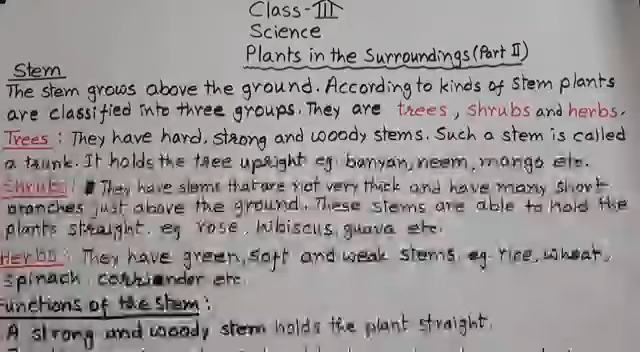 Class-III
Science
Plants in the Surroundings (Part II)
Stem
The stem grows above the ground. According to kinds of stem plants
are classified into three groups. They are trees, shrubs and herbs.
Trees : They have hard, strong and woody stems. Such a stem is called
a trunk. It holds the tree upright eg. banyan, neem, mango etc.
Shrub : They have stems that are not very thick and have many short
branches just above the ground. These stems are able to hold the
plants straight. eg rose, hibiscus, guava etc.
Herbs : They have green, soft and weak stems. eg. rice, wheat,
spinach, corriander etc.
unctions of the stem :
A strong and woody stem holds the plant straight.